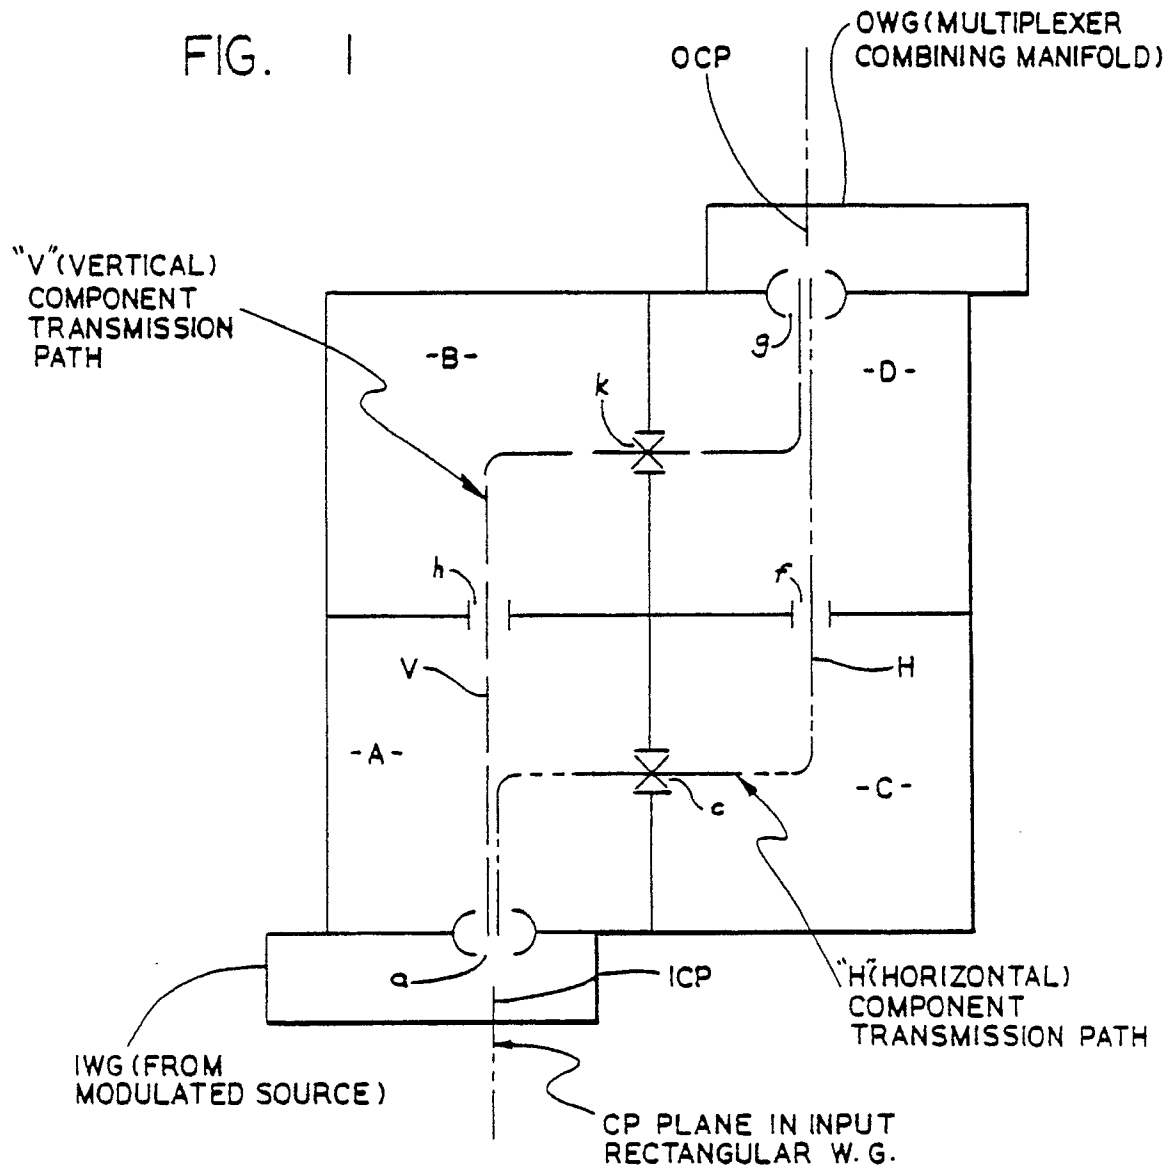 FIG. 1
OCP
OWG (MULTIPLEXER
COMBINING MANIFOLD)
"V" (VERTICAL)
COMPONENT
TRANSMISSION
PATH
-B-
g
-D-
k
h
f
V
H
-A-
-C-
c
a
ICP
"H" (HORIZONTAL)
COMPONENT
TRANSMISSION PATH
IWG (FROM
MODULATED SOURCE)
CP PLANE IN INPUT
RECTANGULAR W. G.